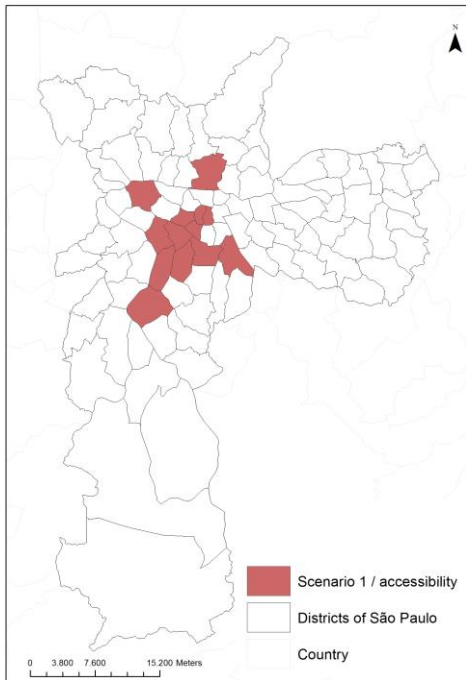 N
Scenario 1 / accessibility
Districts of São Paulo
Country
0 3.800 7.600 15.200 Meters